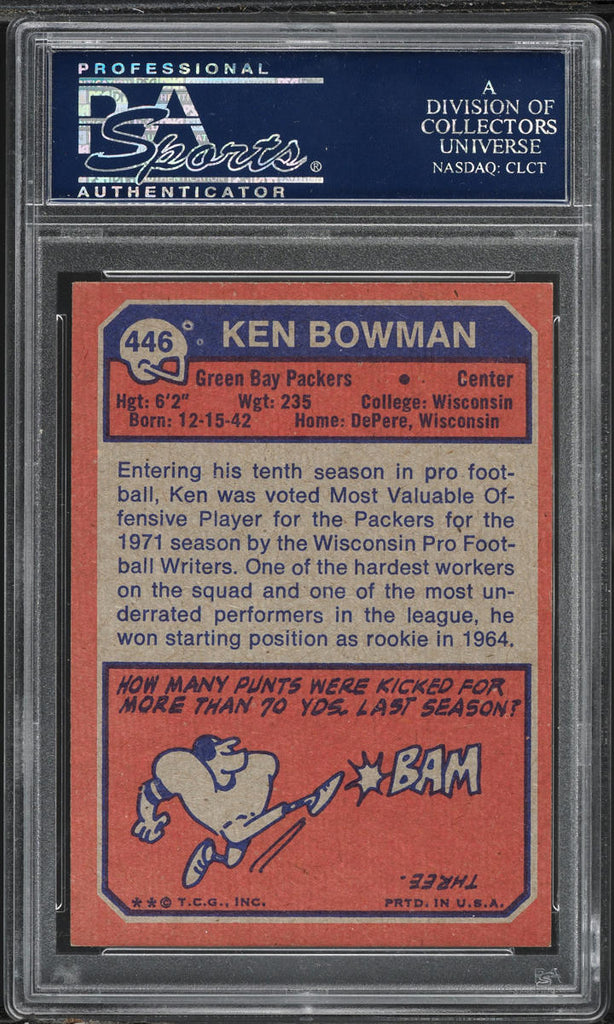 PROFESSIONAL
PSA
Sports®
AUTHENTICATOR
A
DIVISION OF
COLLECTORS
UNIVERSE
NASDAQ: CLCT
446
KEN BOWMAN
Green Bay Packers • Center
Hgt: 6'2" Wgt: 235 College: Wisconsin
Born: 12-15-42 Home: DePere, Wisconsin
Entering his tenth season in pro foot-
ball, Ken was voted Most Valuable Of-
fensive Player for the Packers for the
1971 season by the Wisconsin Pro Foot-
ball Writers. One of the hardest workers
on the squad and one of the most un-
derrated performers in the league, he
won starting position as rookie in 1964.
HOW MANY PUNTS WERE KICKED FOR
MORE THAN 70 YDS. LAST SEASON?
BAM
THREE.
**© T.C.G., INC. PRTD. IN U.S.A.